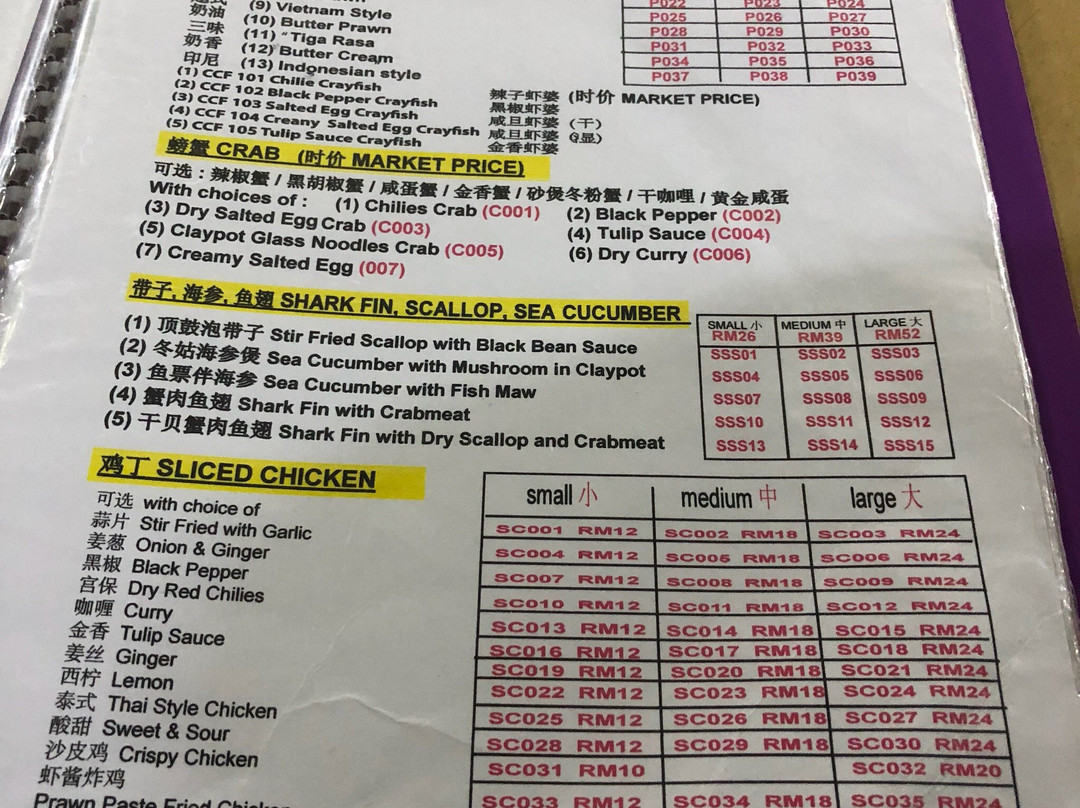 奶油 (9) Vietnam Style
三味 (10) Butter Prawn
奶香 (11) "Tiga Rasa
印尼 (12) Butter Cream
(13) Indonesian style
P022 P023 P024
P025 P026 P027
P028 P029 P030
P031 P032 P033
P034 P035 P036
P037 P038 P039
(1) CCF 101 Chilie Crayfish 辣子虾婆 (时价 MARKET PRICE)
(2) CCF 102 Black Pepper Crayfish 黑椒虾婆
(3) CCF 103 Salted Egg Crayfish 咸旦虾婆 (干)
(4) CCF 104 Creamy Salted Egg Crayfish 咸旦虾婆
(5) CCF 105 Tulip Sauce Crayfish 金香虾婆
螃蟹 CRAB (时价 MARKET PRICE)
可选 : 辣椒蟹 / 黑胡椒蟹 / 咸蛋蟹 / 金香蟹 / 砂煲冬粉蟹 / 干咖哩 / 黄金咸蛋
With choices of : (1) Chilies Crab (C001) (2) Black Pepper (C002)
(3) Dry Salted Egg Crab (C003) (4) Tulip Sauce (C004)
(5) Claypot Glass Noodles Crab (C005) (6) Dry Curry (C006)
(7) Creamy Salted Egg (007)
带子, 海参, 鱼翅 SHARK FIN, SCALLOP, SEA CUCUMBER
(1) 顶鼓泡带子 Stir Fried Scallop with Black Bean Sauce
(2) 冬姑海参煲 Sea Cucumber with Mushroom in Claypot
(3) 鱼票伴海参 Sea Cucumber with Fish Maw
(4) 蟹肉鱼翅 Shark Fin with Crabmeat
(5) 干贝蟹肉鱼翅 Shark Fin with Dry Scallop and Crabmeat
SMALL 小 MEDIUM 中 LARGE 大
RM26 RM39 RM52
SSS01 SSS02 SSS03
SSS04 SSS05 SSS06
SSS07 SSS08 SSS09
SSS10 SSS11 SSS12
SSS13 SSS14 SSS15
鸡丁 SLICED CHICKEN
可选 with choice of
蒜片 Stir Fried with Garlic
姜葱 Onion & Ginger
黑椒 Black Pepper
宫保 Dry Red Chilies
咖喱 Curry
金香 Tulip Sauce
姜丝 Ginger
西柠 Lemon
泰式 Thai Style Chicken
酸甜 Sweet & Sour
沙皮鸡 Crispy Chicken
虾酱炸鸡
Prawn Paste Fried Chicken
small 小 medium 中 large 大
SC001 RM12 SC002 RM18 SC003 RM24
SC004 RM12 SC005 RM18 SC006 RM24
SC007 RM12 SC008 RM18 SC009 RM24
SC010 RM12 SC011 RM18 SC012 RM24
SC013 RM12 SC014 RM18 SC015 RM24
SC016 RM12 SC017 RM18 SC018 RM24
SC019 RM12 SC020 RM18 SC021 RM24
SC022 RM12 SC023 RM18 SC024 RM24
SC025 RM12 SC026 RM18 SC027 RM24
SC028 RM12 SC029 RM18 SC030 RM24
SC031 RM10 SC032 RM20
SC033 RM12 SC034 RM18 SC035